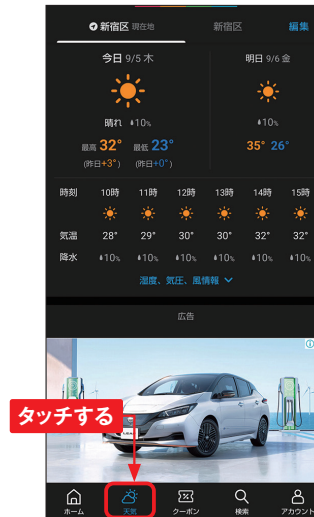 新宿区 現在地
新宿区
編集
今日 9/5 木
明日 9/6 金
晴れ 10%
10%
最高 32° 最低 23°
35° 26°
(昨日+3°) (昨日+0°)
時刻 10時 11時 12時 13時 14時 15時
気温 28° 29° 30° 30° 32° 32°
降水 10% 10% 10% 10% 10% 10%
湿度、気圧、風情報
広告
タッチする
ホーム 天気 クーポン 検索 アカウント